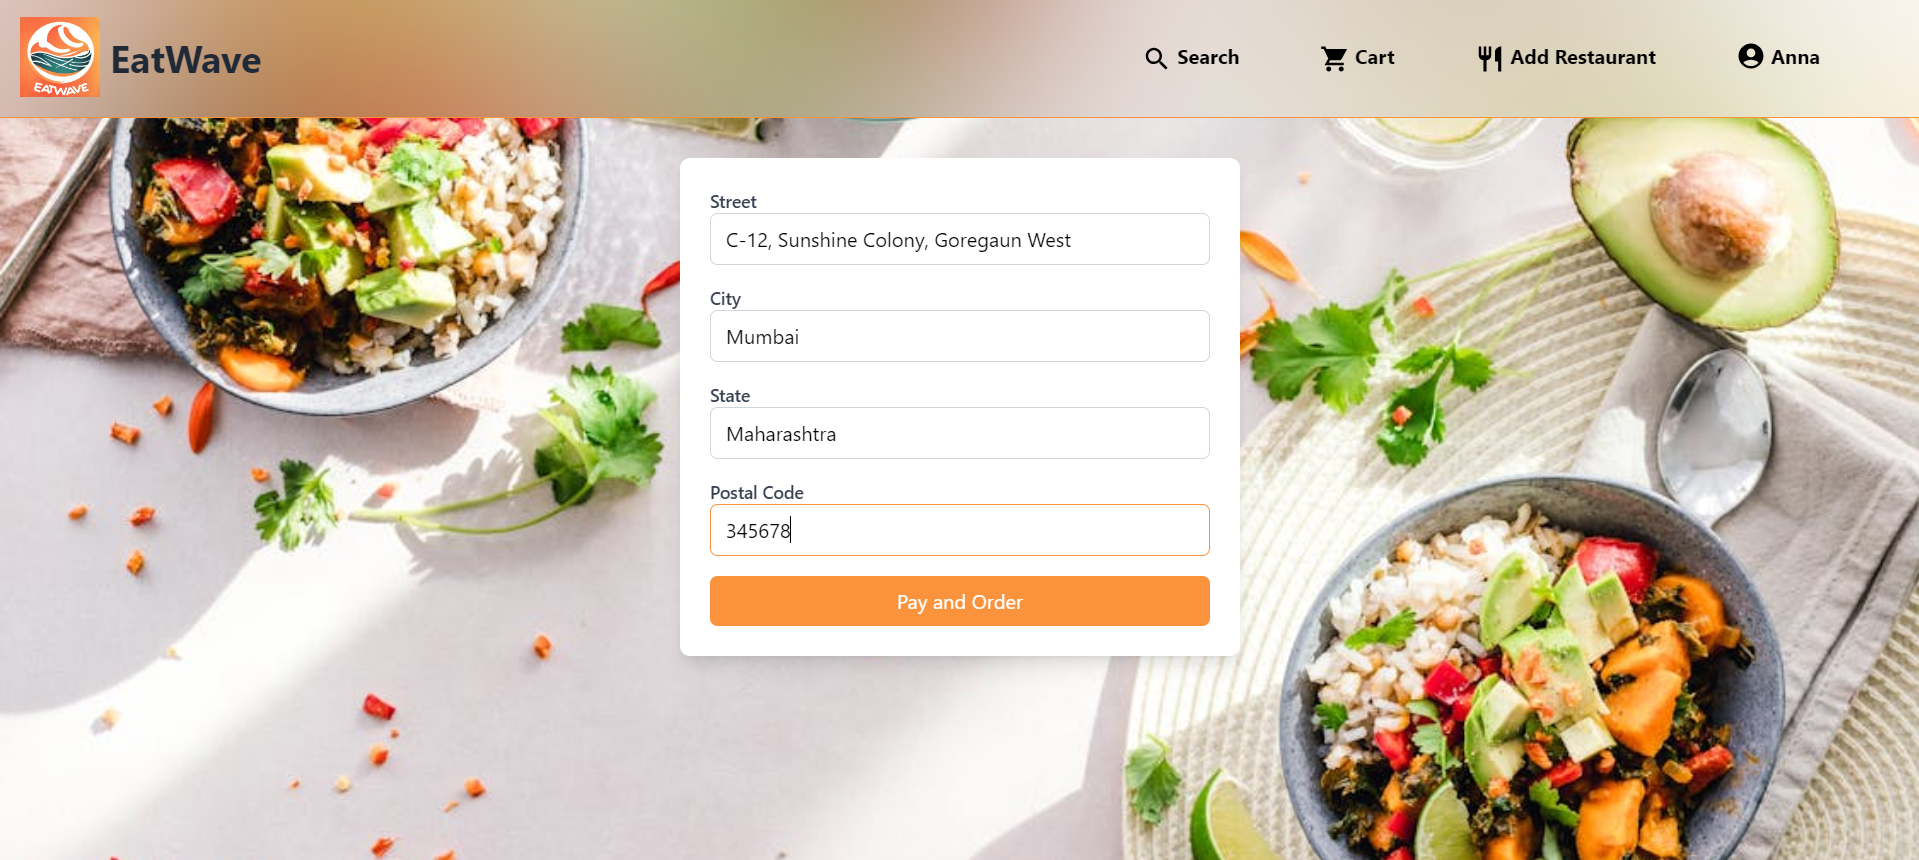 EATWAVE
EatWave
Search
Cart
Add Restaurant
Anna
Street
C-12, Sunshine Colony, Goregaun West
City
Mumbai
State
Maharashtra
Postal Code
345678
Pay and Order